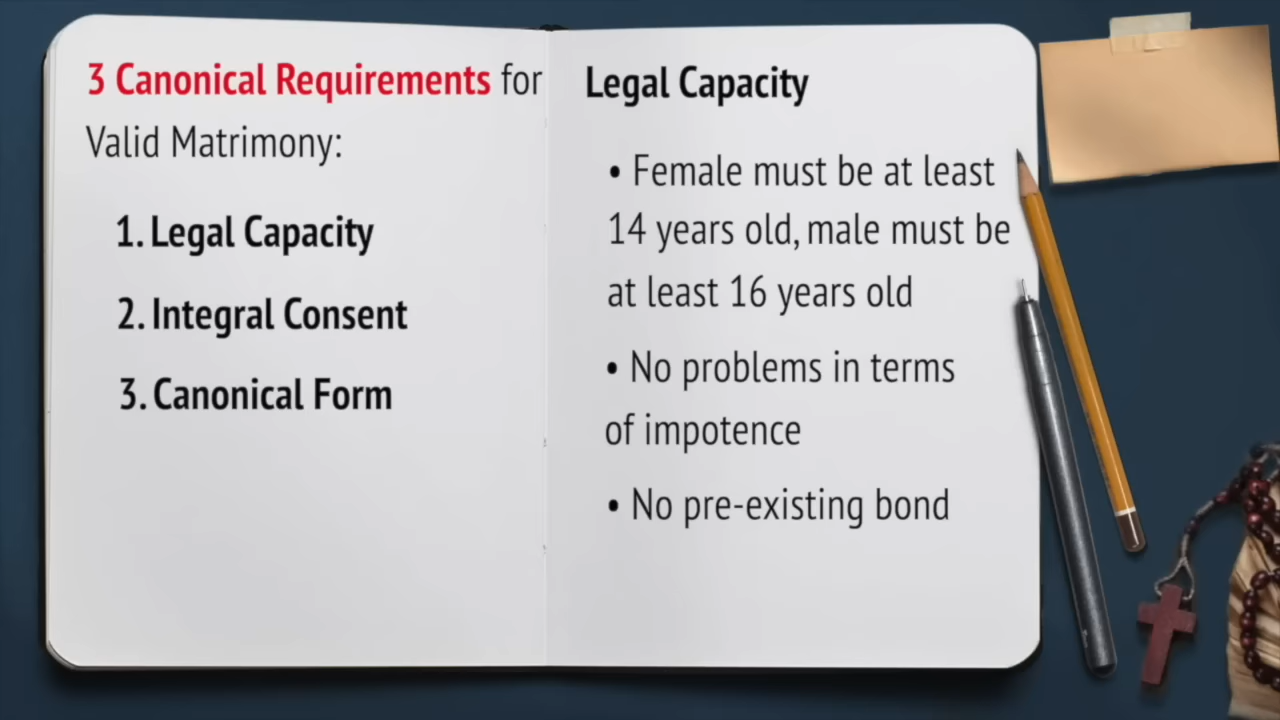 3 Canonical Requirements for
Valid Matrimony:
1. Legal Capacity
2. Integral Consent
3. Canonical Form
Legal Capacity
• Female must be at least
14 years old, male must be
at least 16 years old
• No problems in terms
of impotence
• No pre-existing bond